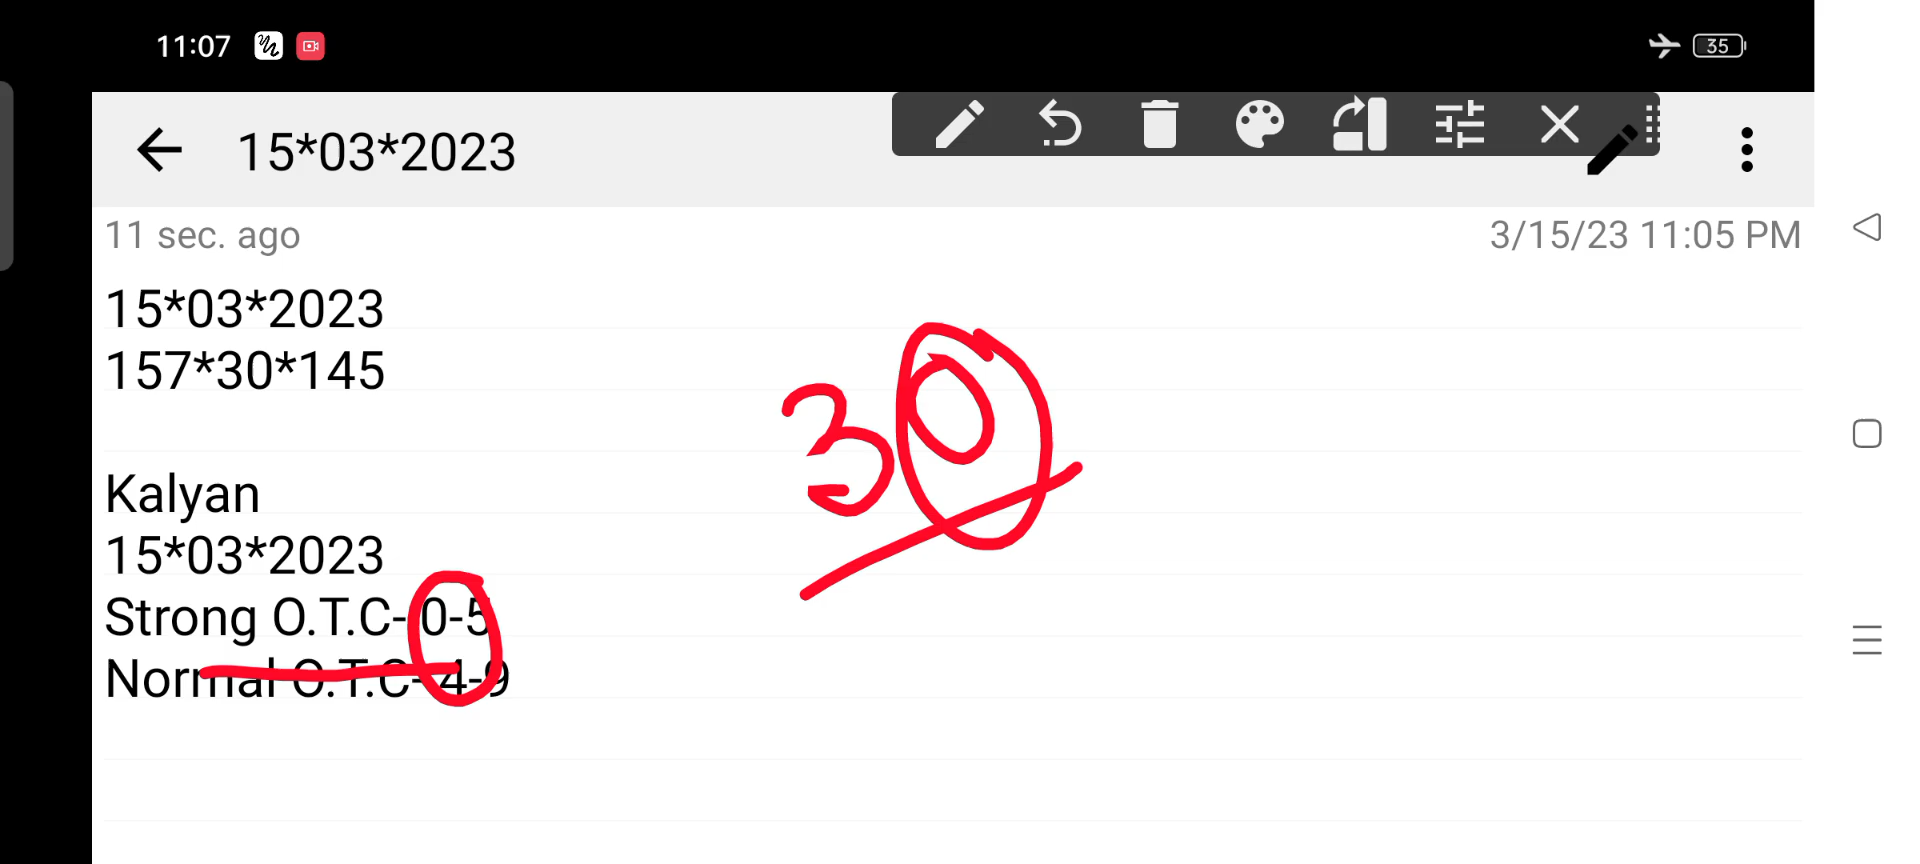 11:07
35
15*03*2023
11 sec. ago
3/15/23 11:05 PM
15*03*2023
157*30*145
30
Kalyan
15*03*2023
Strong O.T.C-0-5
Normal O.T.C-4-9